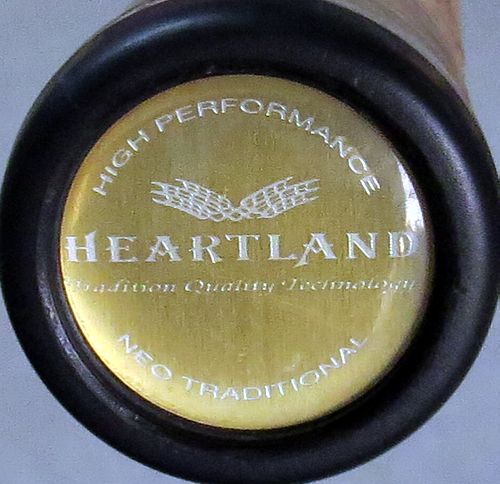 HIGH PERFORMANCE
HEARTLAND
Tradition Quality Technology
NEO TRADITIONAL